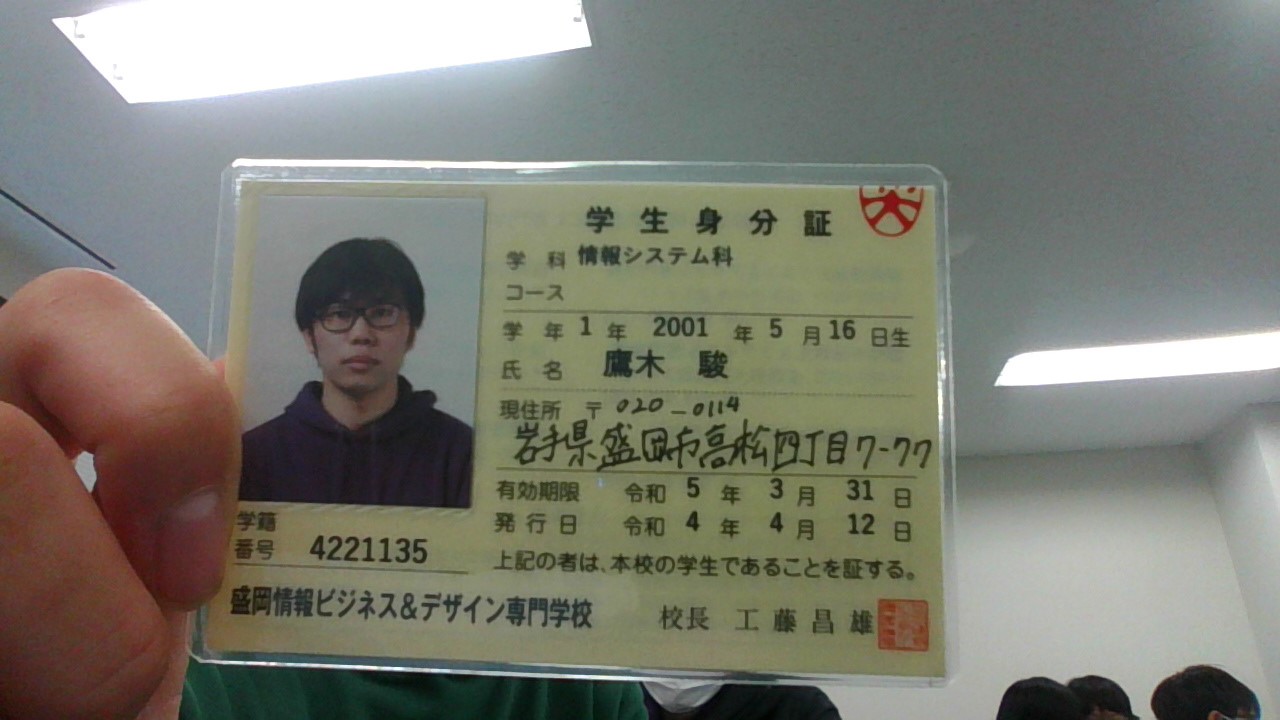 学生身分証
学科 情報システム科
コース
学年 1 年 2001 年 5 月 16 日生
氏名 鷹木 駿
現住所 〒 020-0114
岩手県盛岡市高松四丁目7-77
有効期限 令和 5 年 3 月 31 日
発行日 令和 4 年 4 月 12 日
学籍
番号 4221135
上記の者は、本校の学生であることを証する。
盛岡情報ビジネス&デザイン専門学校
校長 工藤昌雄